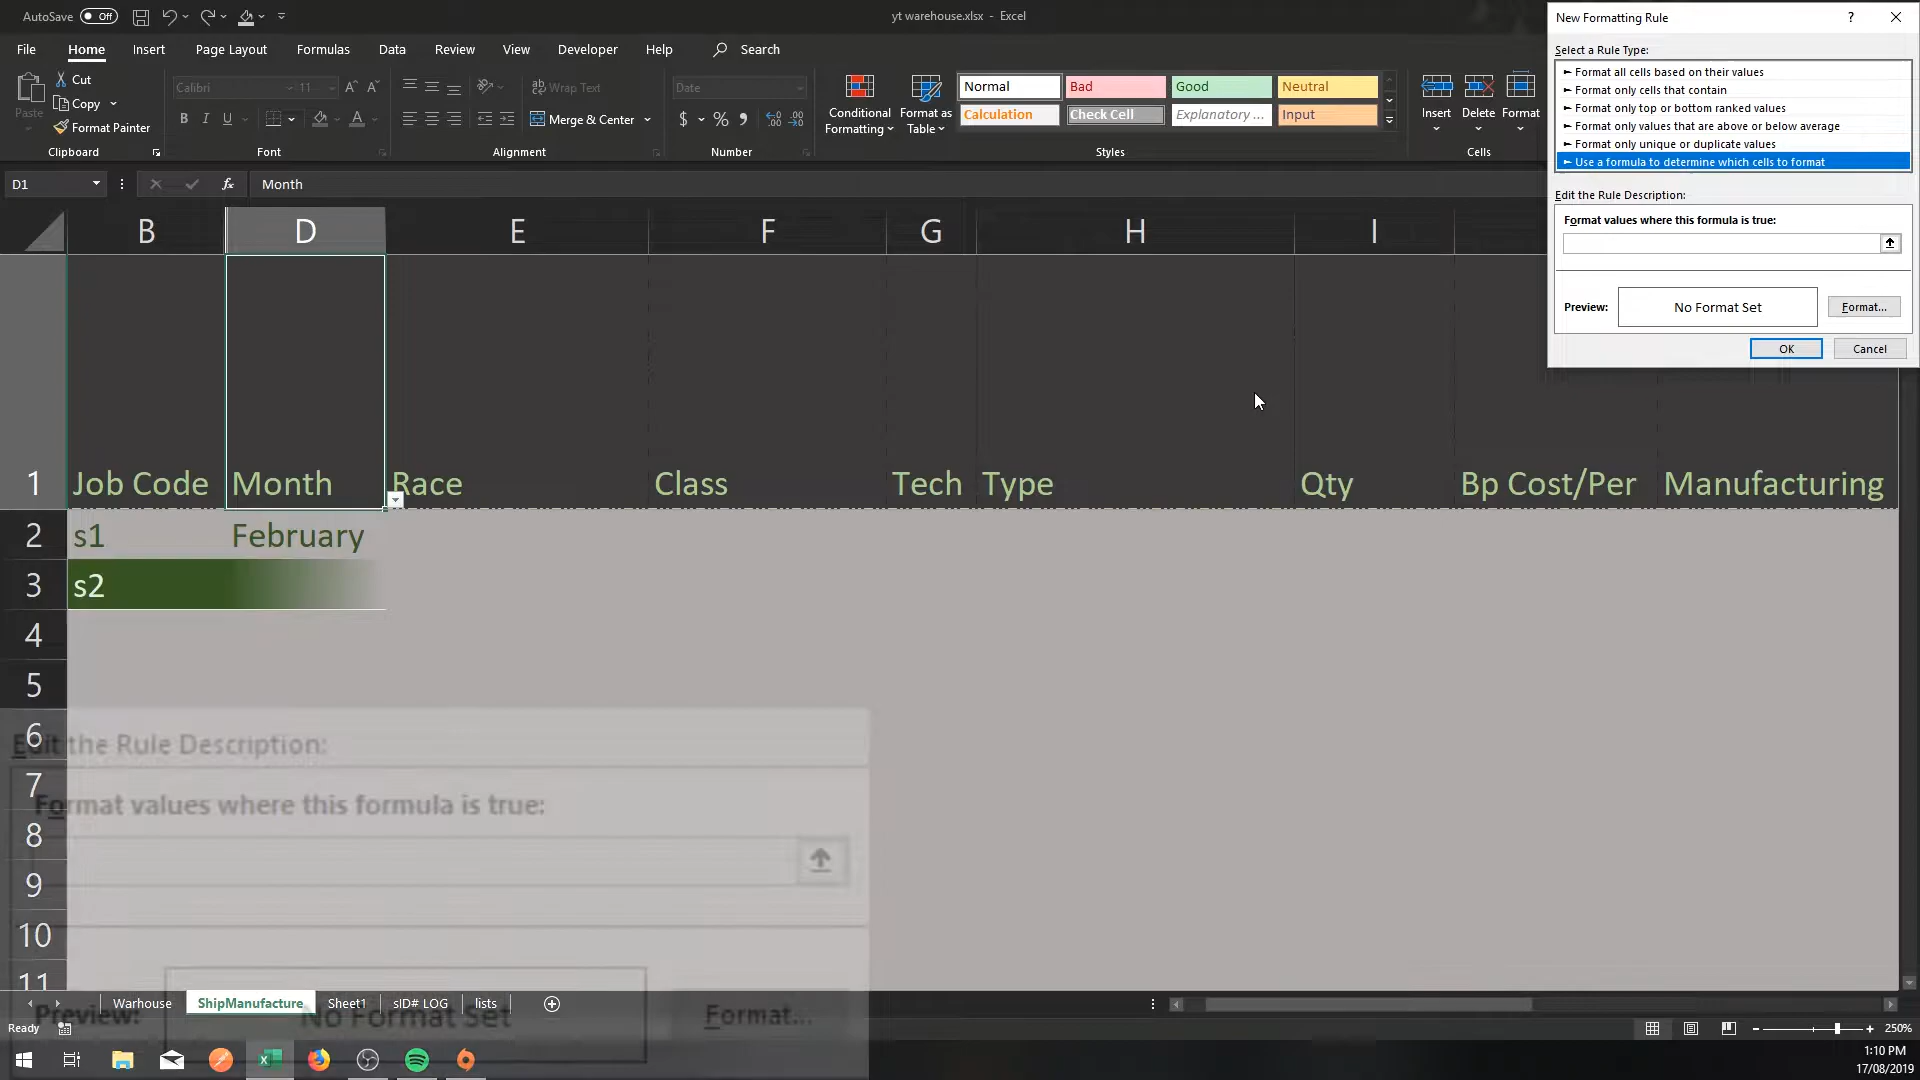 AutoSave Off
yt warehouse.xlsx - Excel
File Home Insert Page Layout Formulas Data Review View Developer Help Search
Paste
Cut
Copy
Format Painter
Clipboard
Calibri 11
B I U
Font
Wrap Text
Merge & Center
Alignment
Date
$ %
Number
Conditional Formatting
Format as Table
Normal Bad Good Neutral
Calculation Check Cell Explanatory ... Input
Styles
Insert Delete Format
Cells
New Formatting Rule
Select a Rule Type:
► Format all cells based on their values
► Format only cells that contain
► Format only top or bottom ranked values
► Format only values that are above or below average
► Format only unique or duplicate values
► Use a formula to determine which cells to format
Edit the Rule Description:
Format values where this formula is true:
Preview: No Format Set Format...
OK Cancel
D1 fx Month
B D E F G H I
1 Job Code Month Race Class Tech Type Qty Bp Cost/Per Manufacturing
2 s1 February
3 s2
4
5
6
Edit the Rule Description:
7
Format values where this formula is true:
8
9
10
11
Preview: No Format Set Format...
Warhouse ShipManufacture Sheet1 sID# LOG lists
Ready
250%
1:10 PM
17/08/2019